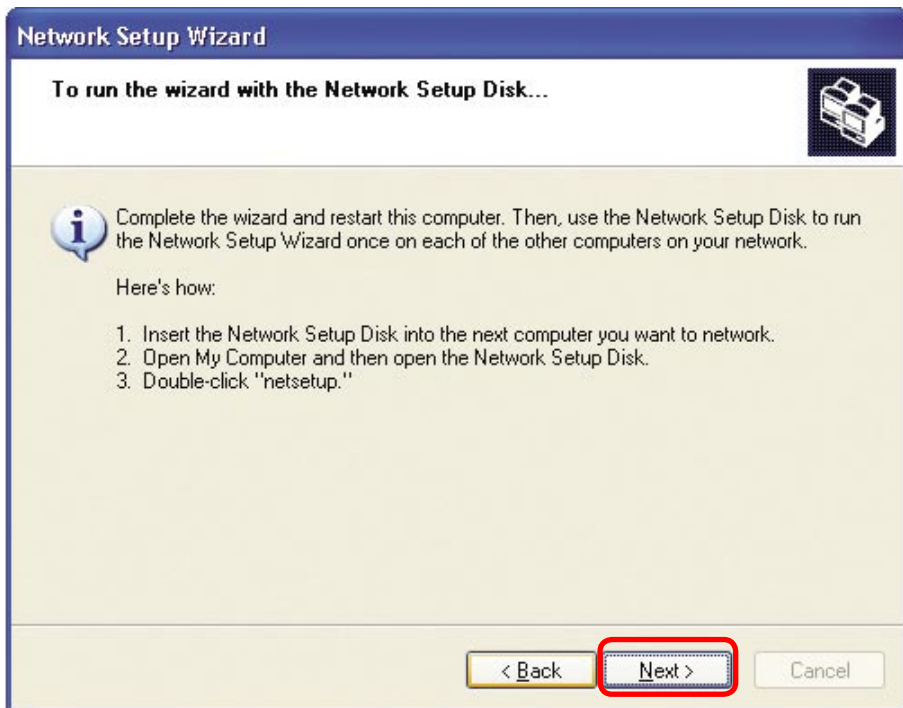 Network Setup Wizard
To run the wizard with the Network Setup Disk...
Complete the wizard and restart this computer. Then, use the Network Setup Disk to run
the Network Setup Wizard once on each of the other computers on your network.
Here's how:
1. Insert the Network Setup Disk into the next computer you want to network.
2. Open My Computer and then open the Network Setup Disk.
3. Double-click "netsetup."
< Back
Next >
Cancel